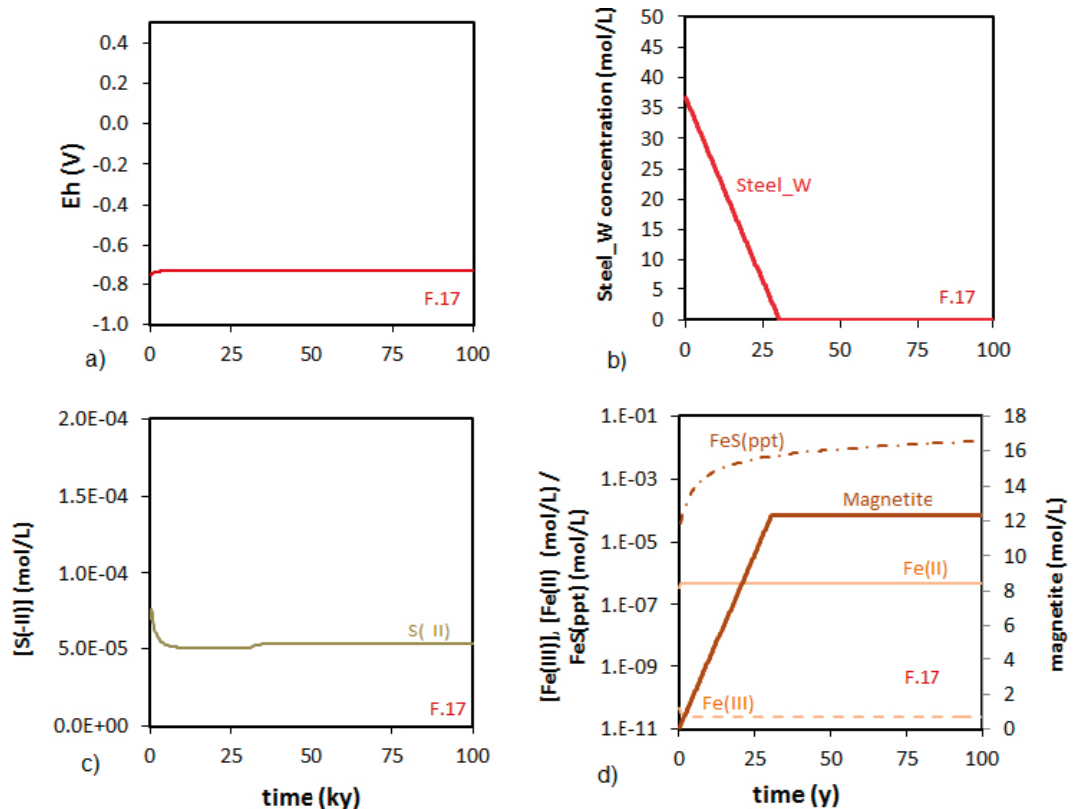 Eh (V)
0.4
0.2
0.0
-0.2
-0.4
-0.6
-0.8
-1.0
F.17
0 25 50 75 100
a)
Steel_W concentration (mol/L)
50
45
40
35
30
25
20
15
10
5
0
Steel_W
F.17
0 25 50 75 100
b)
[S(-II)] (mol/L)
2.0E-04
1.5E-04
1.0E-04
5.0E-05
0.0E+00
S(-II)
F.17
0 25 50 75 100
c)
time (ky)
[Fe(III)], [Fe(II) (mol/L) /
FeS(ppt) (mol/L)
1.E-01
1.E-03
1.E-05
1.E-07
1.E-09
1.E-11
FeS(ppt)
Magnetite
Fe(II)
F.17
Fe(III)
18
16
14
12
10
8
6
4
2
0
magnetite (mol/L)
0 25 50 75 100
d)
time (y)